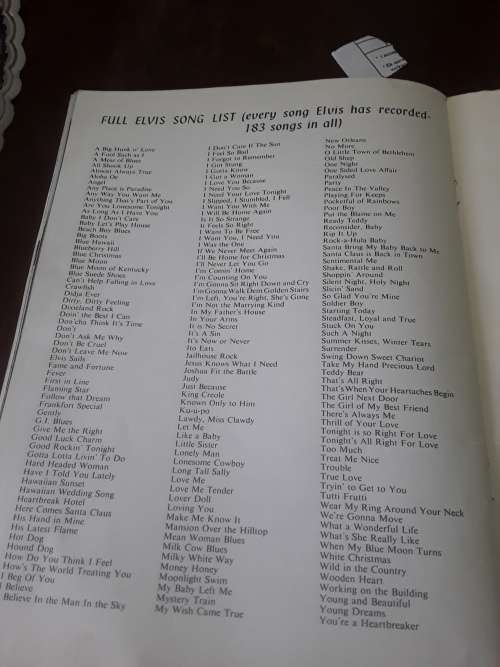 FULL ELVIS SONG LIST (every song Elvis has recorded.
183 songs in all)
A Big Hunk o' Love
A Fool Such as I
A Mess of Blues
All Shook Up
Almost Always True
Aloha Oe
Angel
Any Place is Paradise
Any Way You Want Me
Anything That's Part of You
Are You Lonesome Tonight
As Long As I Have You
Baby I Don't Care
Baby Let's Play House
Beach Boy Blues
Big Boots
Blue Hawaii
Blueberry Hill
Blue Christmas
Blue Moon
Blue Moon of Kentucky
Blue Suede Shoes
Can't Help Falling in Love
Crawfish
Didja Ever
Dirty, Dirty Feeling
Dixieland Rock
Doin' the Best I Can
Don'cha Think It's Time
Don't
Don't Ask Me Why
Don't Be Cruel
Don't Leave Me Now
Elvis Sails
Fame and Fortune
Fever
First in Line
Flaming Star
Follow that Dream
Frankfort Special
Gently
G.I. Blues
Give Me the Right
Good Luck Charm
Good Rockin' Tonight
Gotta Lotta Livin' To Do
Hard Headed Woman
Have I Told You Lately
Hawaiian Sunset
Hawaiian Wedding Song
Heartbreak Hotel
Here Comes Santa Claus
His Hand in Mine
His Latest Flame
Hot Dog
Hound Dog
How Do You Think I Feel
How's The World Treating You
I Beg Of You
I Believe
Believe In the Man In the Sky
I Don't Care If The Sun
I Feel So Bad
I Forgot to Remember
I Got Stung
I Gotta Know
I Got a Woman
I Love You Because
I Need You So
I Need Your Love Tonight
I Slipped, I Stumbled, I Fell
I Want You With Me
I Will Be Home Again
It Is So Strange
It Feels So Right
I Want To Be Free
I Want You, I Need You
I Was the One
If We Never Meet Again
I'll Be Home for Christmas
I'll Never Let You Go
I'm Comin' Home
I'm Counting On You
I'm Gonna Sit Right Down and Cry
I'm Gonna Walk Dem Golden Stairs
I'm Left, You're Right, She's Gone
I'm Not the Marrying Kind
In My Father's House
In Your Arms
It is No Secret
It's A Sin
It's Now or Never
Ito Eats
Jailhouse Rock
Jesus Knows What I Need
Joshua Fit the Battle
Judy
Just Because
King Creole
Known Only to Him
Ku-u-po
Lawdy, Miss Clawdy
Let Me
Like a Baby
Little Sister
Lonely Man
Lonesome Cowboy
Long Tall Sally
Love Me
Love Me Tender
Lover Doll
Loving You
Make Me Know It
Mansion Over the Hilltop
Mean Woman Blues
Milk Cow Blues
Milky White Way
Money Honey
Moonlight Swim
My Baby Left Me
Mystery Train
My Wish Came True
New Orleans
No More
O Little Town of Bethlehem
Old Shep
One Night
One Sided Love Affair
Paralysed
Party
Peace In The Valley
Playing For Keeps
Pocketful of Rainbows
Poor Boy
Put the Blame on Me
Ready Teddy
Reconsider, Baby
Rip It Up
Rock-a-Hula Baby
Santa Bring My Baby Back to Me
Santa Claus is Back in Town
Sentimental Me
Shake, Rattle and Roll
Shoppin' Around
Silent Night, Holy Night
Slicin' Sand
So Glad You're Mine
Soldier Boy
Starting Today
Steadfast, Loyal and True
Stuck On You
Such A Night
Summer Kisses, Winter Tears
Surrender
Swing Down Sweet Chariot
Take My Hand Precious Lord
Teddy Bear
That's All Right
That's When Your Heartaches Begin
The Girl Next Door
The Girl of My Best Friend
There's Always Me
Thrill of Your Love
Tonight is so Right For Love
Tonight's All Right For Love
Too Much
Treat Me Nice
Trouble
True Love
Tryin' to Get to You
Tutti Frutti
Wear My Ring Around Your Neck
We're Gonna Move
What a Wonderful Life
What's She Really Like
When My Blue Moon Turns
White Christmas
Wild in the Country
Wooden Heart
Working on the Building
Young and Beautiful
Young Dreams
You're a Heartbreaker